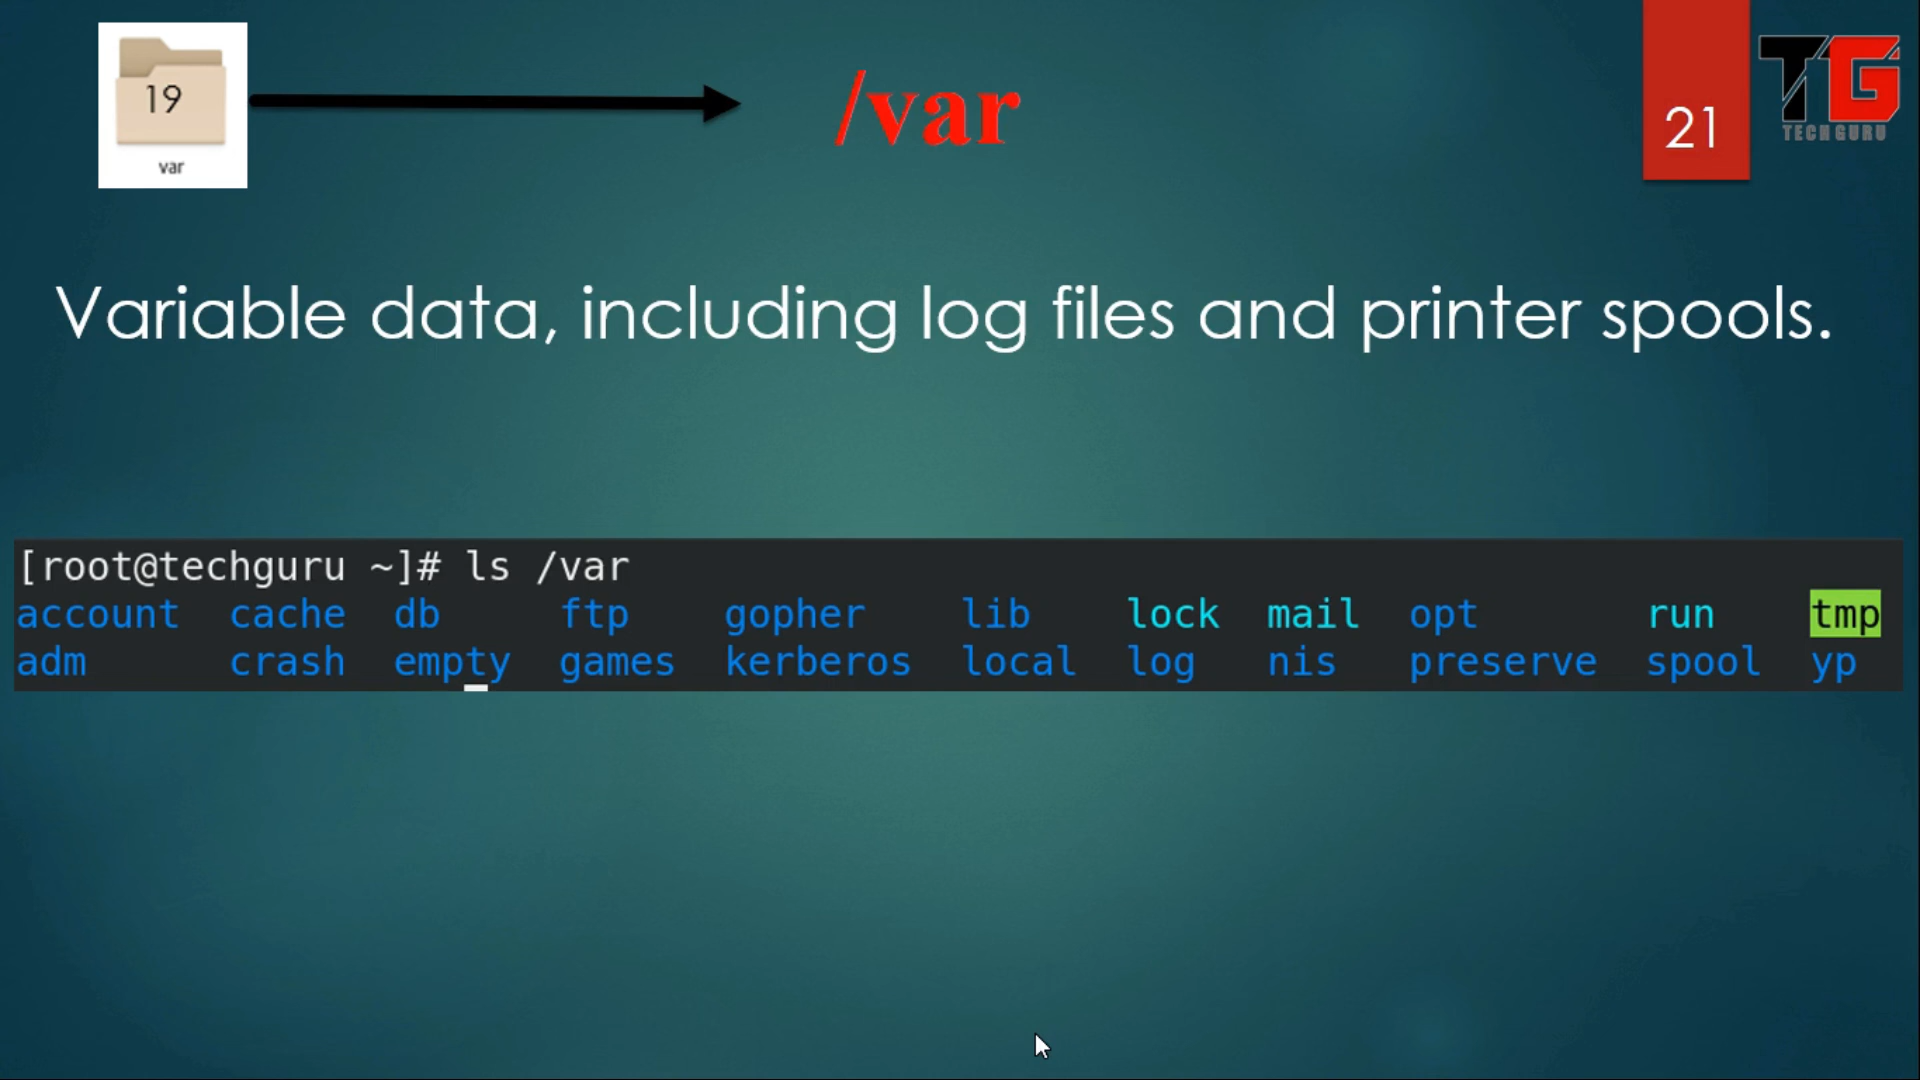 19
var
/var
21
TG
TECH GURU
Variable data, including log files and printer spools.
[root@techguru ~]# ls /var
account cache db ftp gopher lib lock mail opt run tmp
adm crash empty games kerberos local log nis preserve spool yp